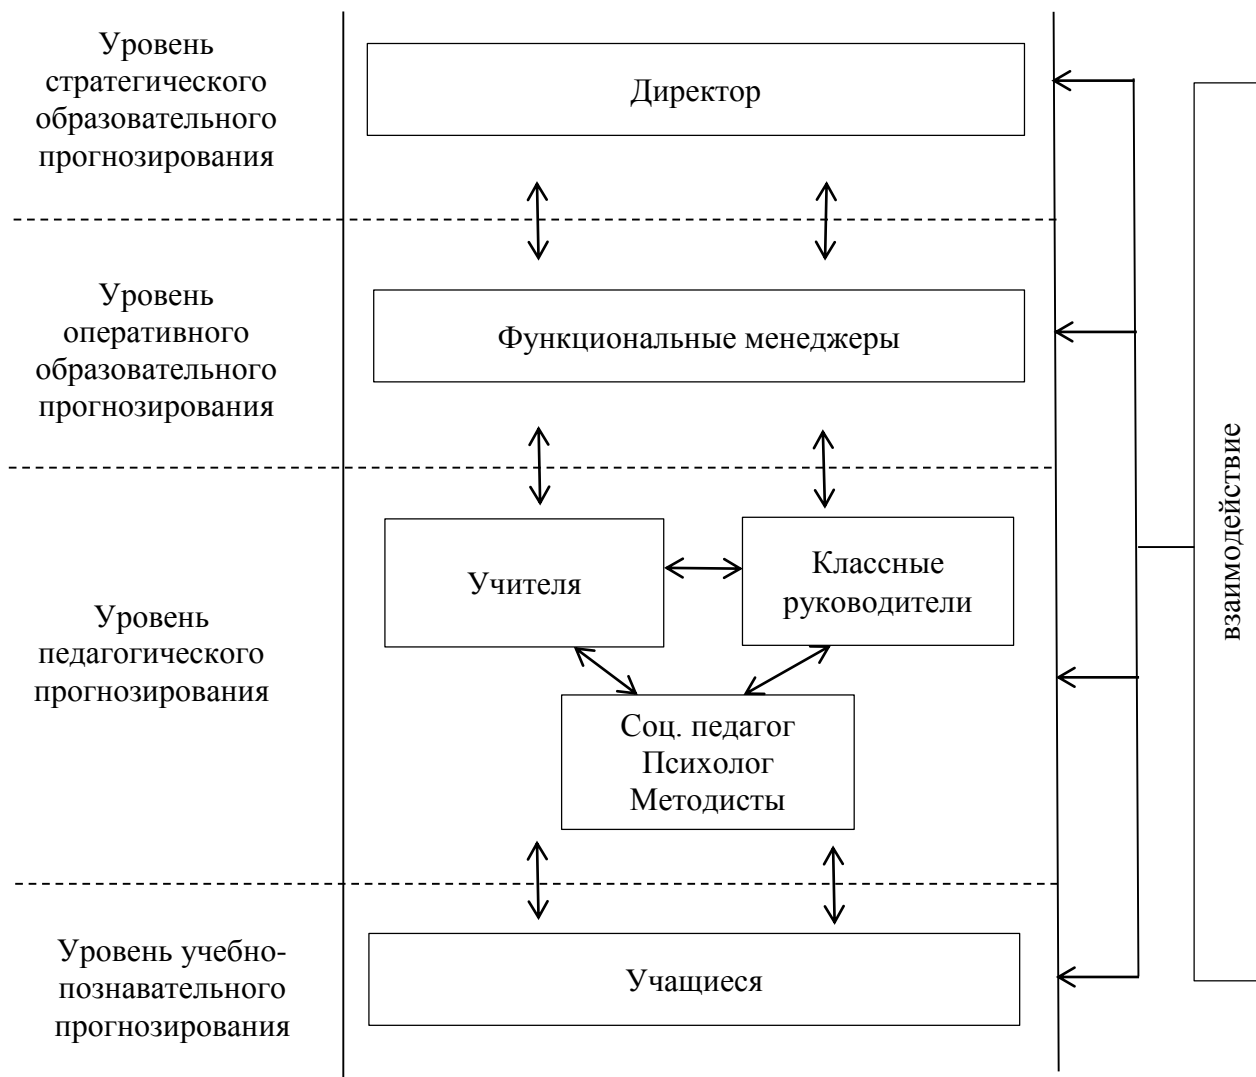 Уровень
стратегического
образовательного
прогнозирования
Директор
Уровень
оперативного
образовательного
прогнозирования
Функциональные менеджеры
Уровень
педагогического
прогнозирования
Учителя
Классные
руководители
Соц. педагог
Психолог
Методисты
Уровень учебно-
познавательного
прогнозирования
Учащиеся
взаимодействие